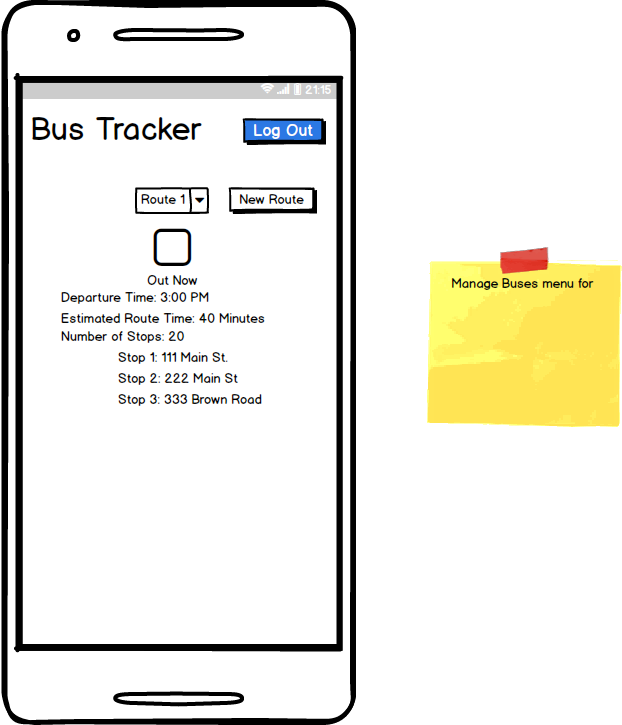 21:15
Bus Tracker
Log Out
Route 1
New Route
Out Now
Departure Time: 3:00 PM
Estimated Route Time: 40 Minutes
Number of Stops: 20
Stop 1: 111 Main St.
Stop 2: 222 Main St
Stop 3: 333 Brown Road
Manage Buses menu for